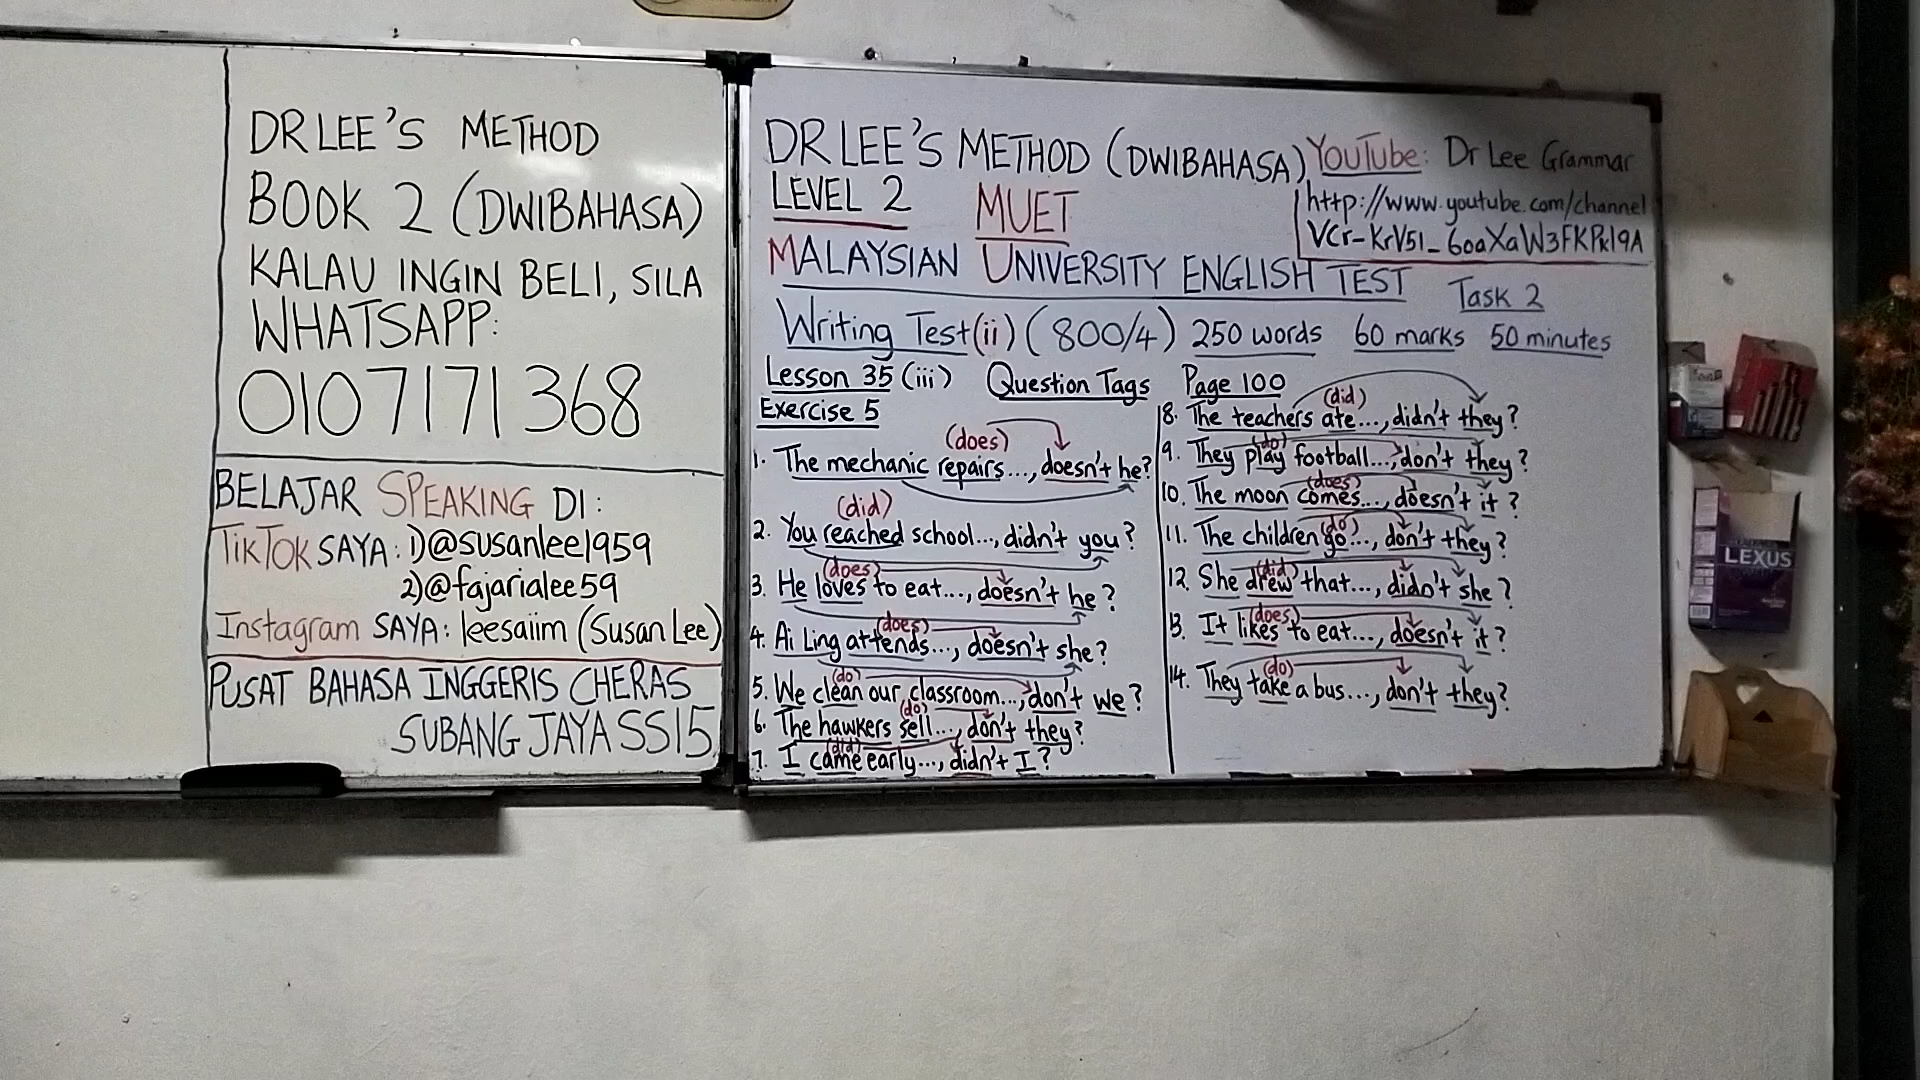 DR LEE'S METHOD
BOOK 2 (DWIBAHASA)
KALAU INGIN BELI, SILA
WHATSAPP:
0107171368
BELAJAR SPEAKING DI:
TIKTOK SAYA: 1)@susanlee1959
2)@fajarialee59
Instagram SAYA: leesaiim (Susan Lee)
PUSAT BAHASA INGGERIS CHERAS
SUBANG JAYA SS15
DR LEE'S METHOD (DWIBAHASA) YouTube: Dr Lee Grammar
LEVEL 2 MUET http://www.youtube.com/channel
VCr-KrV51_60aXaW3FKPkl9A
MALAYSIAN UNIVERSITY ENGLISH TEST Task 2
Writing Test (ii) (800/4) 250 words 60 marks 50 minutes
Lesson 35 (iii) Question Tags Page 100
Exercise 5
(does)
1. The mechanic repairs..., doesn't he?
(did)
2. You reached school..., didn't you?
(does)
3. He loves to eat..., doesn't he?
(does)
4. Ai Ling attends..., doesn't she?
(do)
5. We clean our classroom..., don't we?
(do)
6. The hawkers sell..., don't they?
(did)
7. I came early..., didn't I?
(did)
8. The teachers ate..., didn't they?
(do)
9. They play football..., don't they?
(does)
10. The moon comes..., doesn't it?
(do)
11. The children go..., don't they?
(did)
12. She drew that..., didn't she?
(does)
13. It likes to eat..., doesn't it?
(do)
14. They take a bus..., don't they?
LEXUS